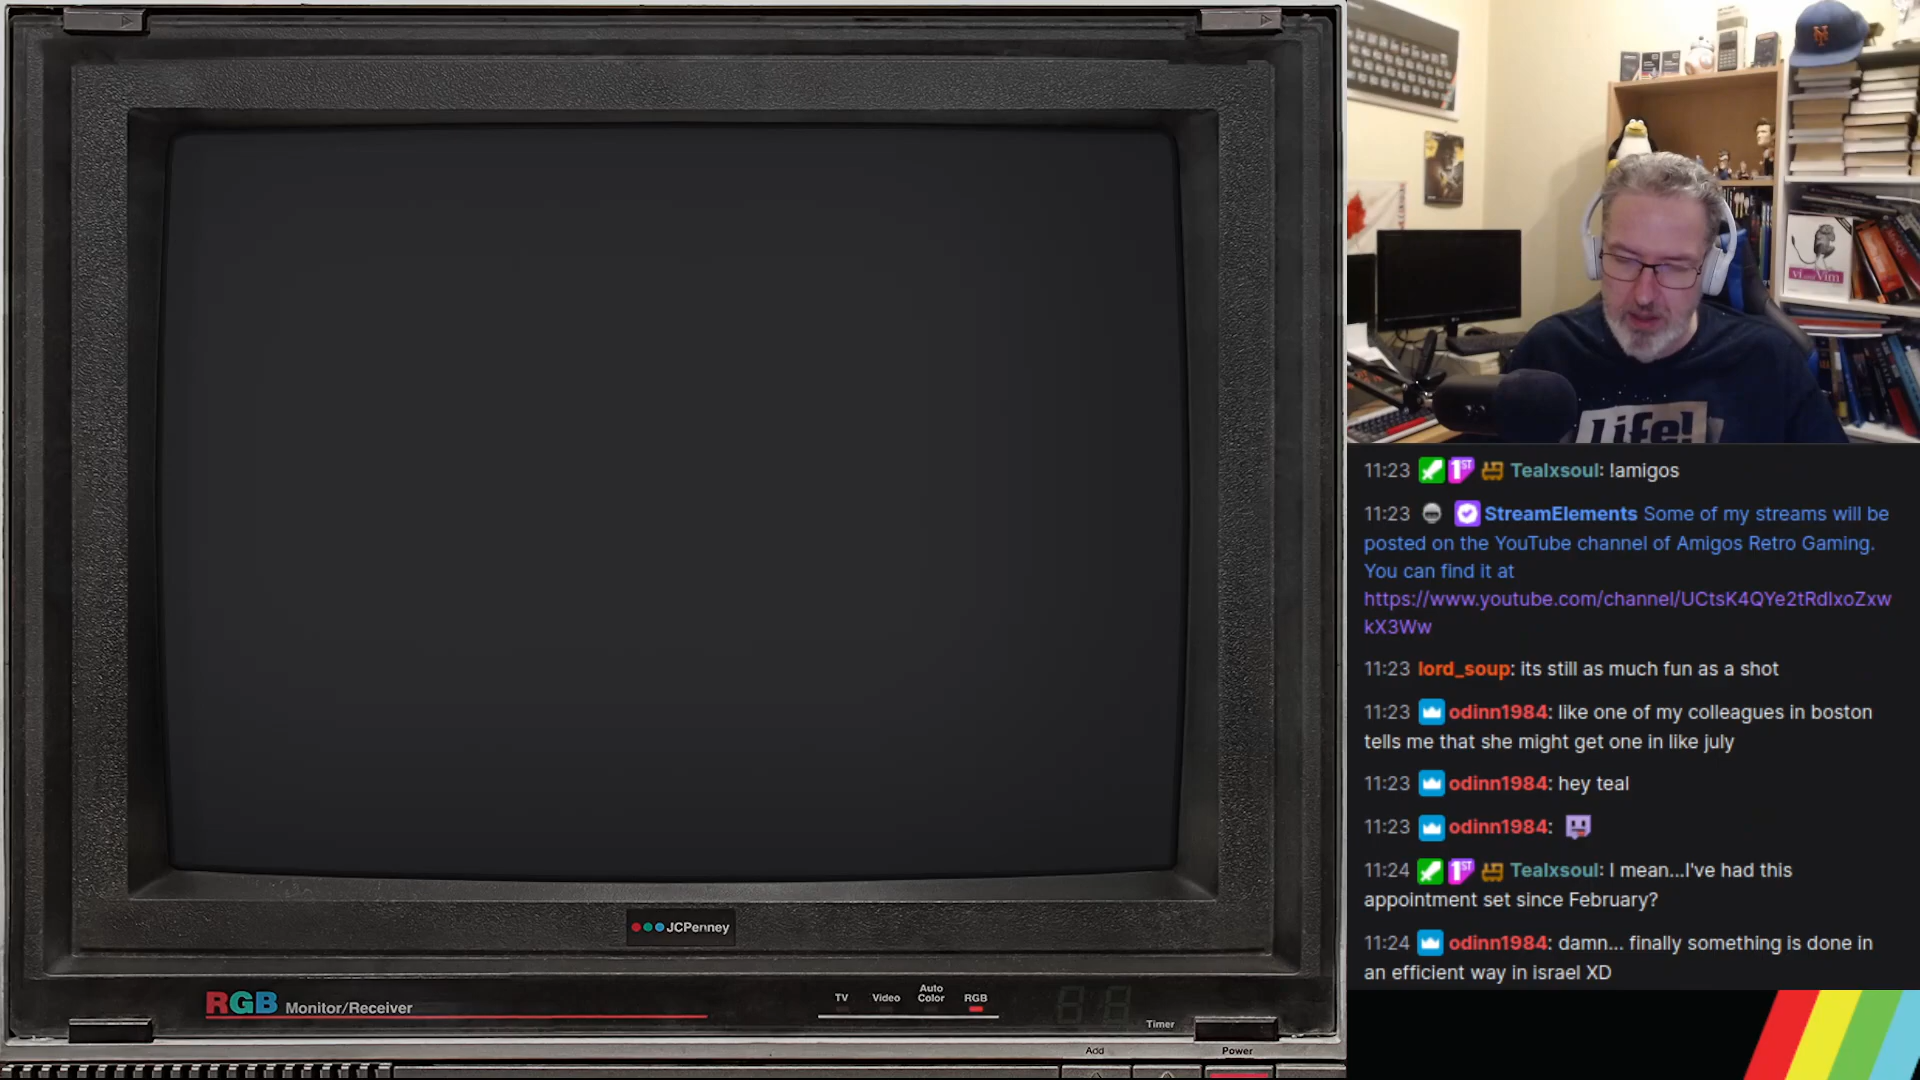 JCPenney
RGB Monitor/Receiver
TV
Video
Auto
Color
RGB
Timer
Add
Power
vi and Vim
Life!
11:23 Tealxsoul: !amigos
11:23 StreamElements Some of my streams will be
posted on the YouTube channel of Amigos Retro Gaming.
You can find it at
https://www.youtube.com/channel/UCtsK4QYe2tRdIxoZxw
kX3Ww
11:23 lord_soup: its still as much fun as a shot
11:23 odinn1984: like one of my colleagues in boston
tells me that she might get one in like july
11:23 odinn1984: hey teal
11:23 odinn1984:
11:24 Tealxsoul: I mean...I've had this
appointment set since February?
11:24 odinn1984: damn... finally something is done in
an efficient way in israel XD